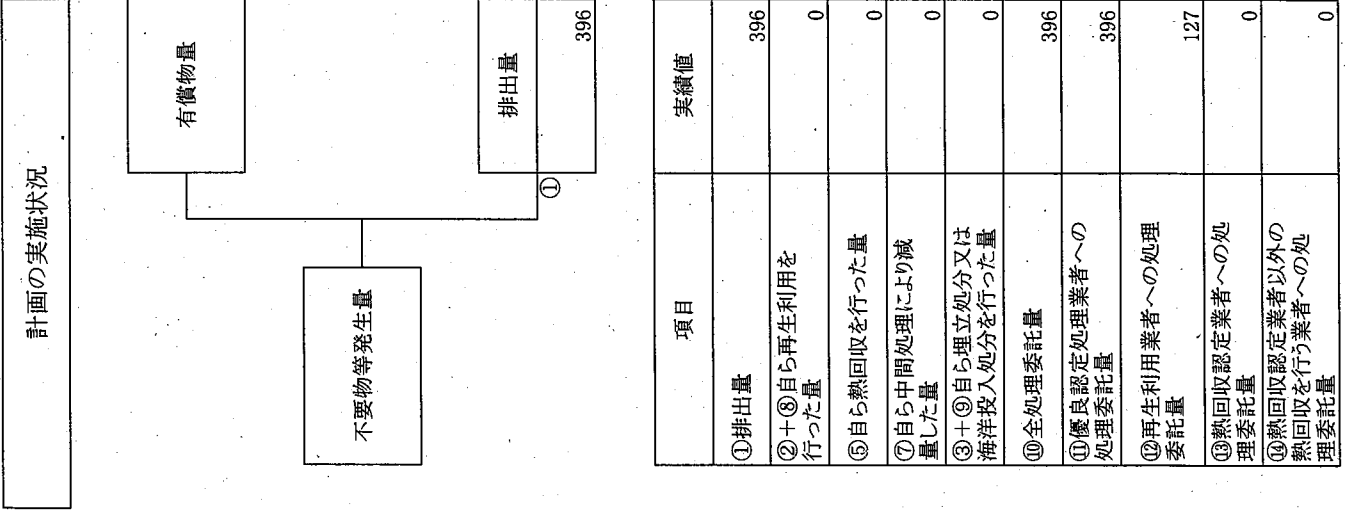 計画の実施状況
有償物量
不要物等発生量
排出量
①
396
項目 実績値
①排出量 396
②+⑧自ら再生利用を
行った量 0
⑤自ら熱回収を行った量 0
⑦自ら中間処理により減
量した量 0
③+⑨自ら埋立処分又は
海洋投入処分を行った量 0
⑩全処理委託量 396
⑪優良認定処理業者への
処理委託量 396
⑫再生利用業者への処理
委託量 127
⑬熱回収認定業者への処
理委託量 0
⑭熱回収認定業者以外の
熱回収を行う業者への処
理委託量 0